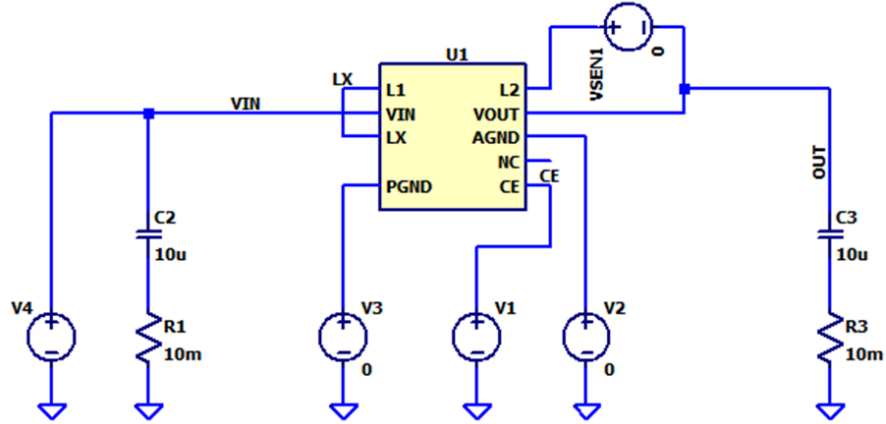 U1
LX
L1
L2
VSEN1
0
VIN
VIN
VOUT
LX
AGND
NC
CE
PGND
CE
OUT
C2
10u
C3
10u
V4
R1
10m
V3
0
V1
V2
0
R3
10m